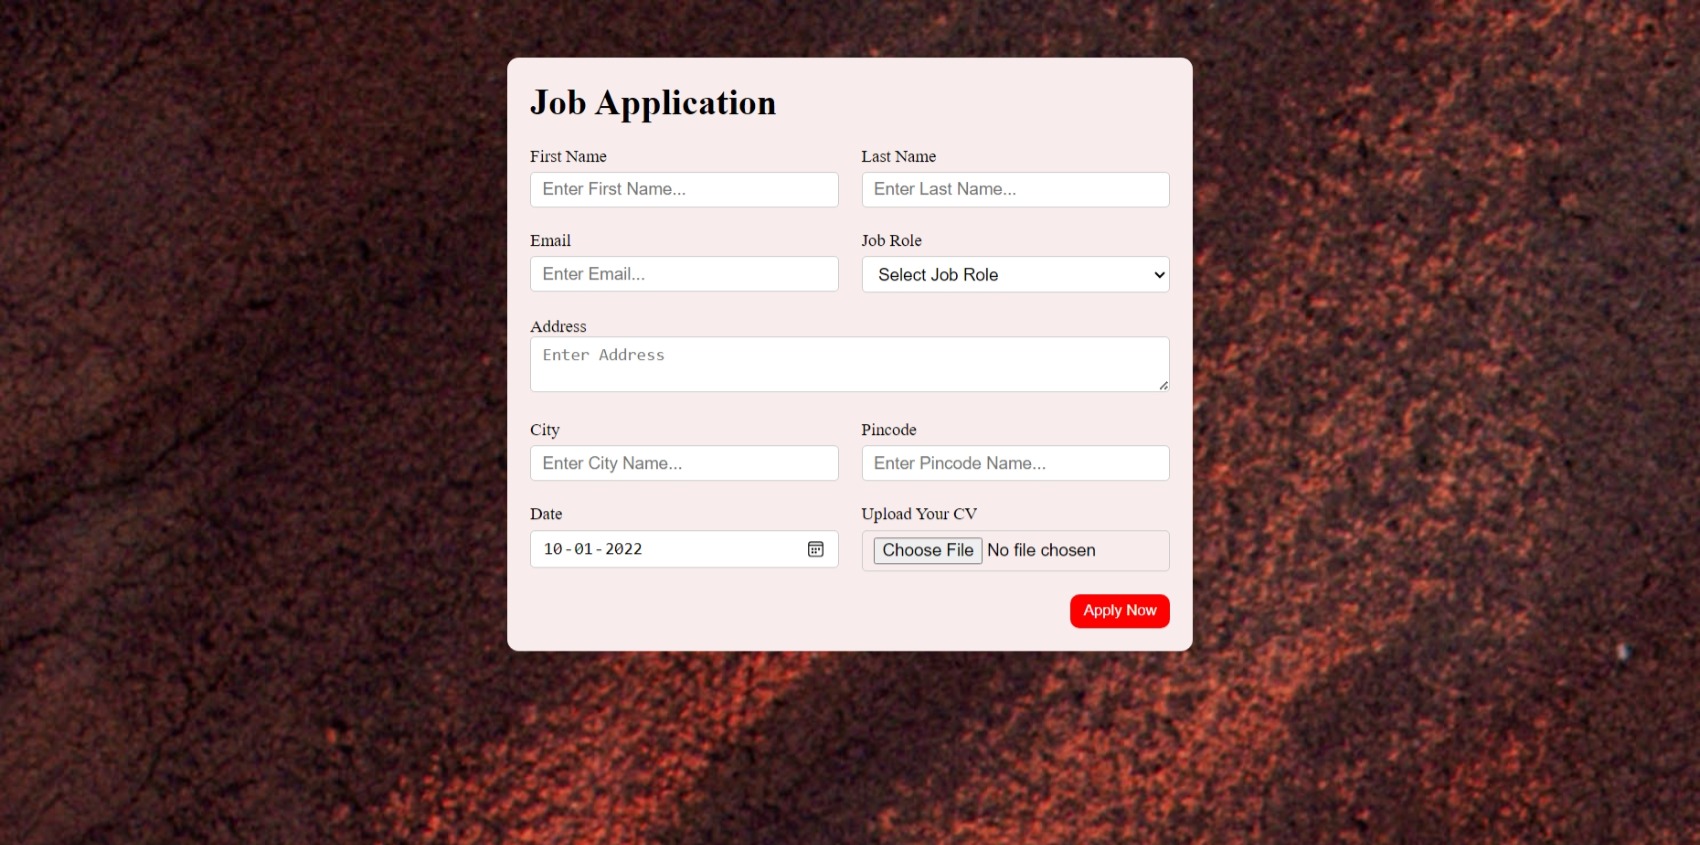 Job Application
First Name
Last Name
Enter First Name...
Enter Last Name...
Email
Job Role
Enter Email...
Select Job Role
Address
Enter Address
City
Pincode
Enter City Name...
Enter Pincode Name...
Date
Upload Your CV
10-01-2022
Choose File No file chosen
Apply Now